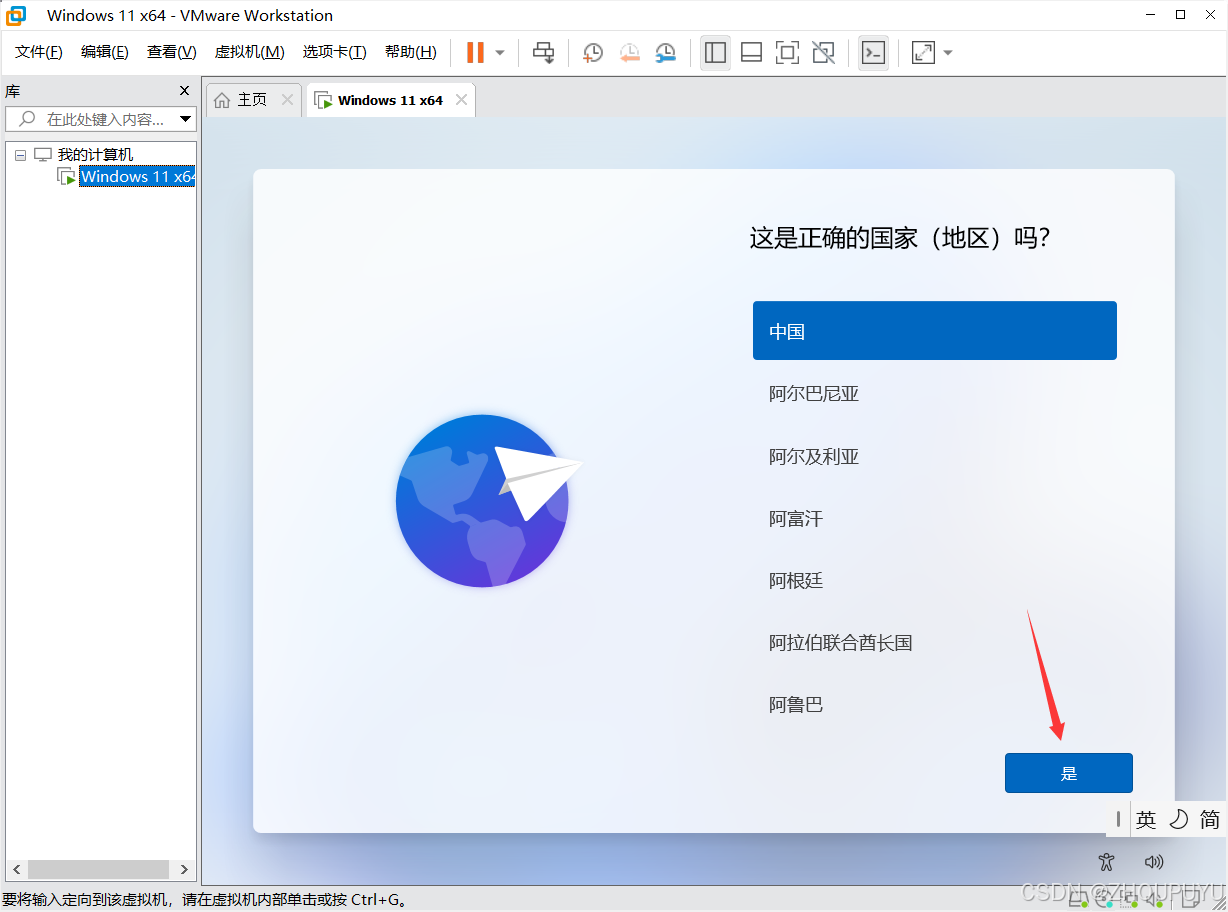 Windows 11 x64 - VMware Workstation
文件(F) 编辑(E) 查看(V) 虚拟机(M) 选项卡(T) 帮助(H)
库
在此处键入内容...
我的计算机
Windows 11 x64
主页
Windows 11 x64
这是正确的国家（地区）吗？
中国
阿尔巴尼亚
阿尔及利亚
阿富汗
阿根廷
阿拉伯联合酋长国
阿鲁巴
是
英 简
要将输入定向到该虚拟机，请在虚拟机内部单击或按 Ctrl+G。
CSDN @ZHOUPUYU